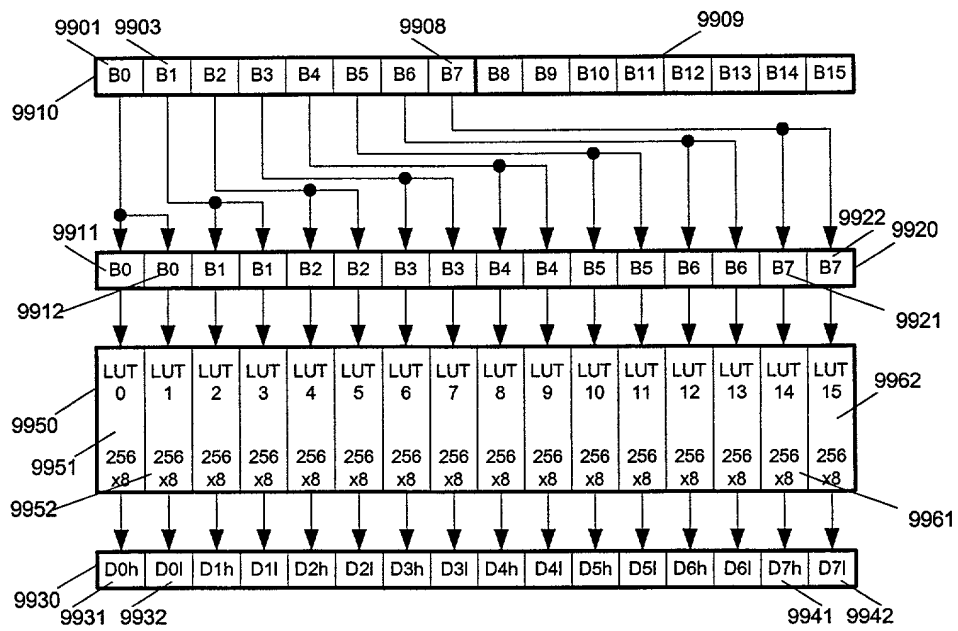 9901 9903 9908 9909
B0 B1 B2 B3 B4 B5 B6 B7 B8 B9 B10 B11 B12 B13 B14 B15
9910
9911 9922 9920
B0 B0 B1 B1 B2 B2 B3 B3 B4 B4 B5 B5 B6 B6 B7 B7
9912 9921
LUT LUT LUT LUT LUT LUT LUT LUT LUT LUT LUT LUT LUT LUT LUT LUT
0 1 2 3 4 5 6 7 8 9 10 11 12 13 14 15
9950 9962
9951
256 256 256 256 256 256 256 256 256 256 256 256 256 256 256 256
x8 x8 x8 x8 x8 x8 x8 x8 x8 x8 x8 x8 x8 x8 x8 x8
9952 9961
D0h D0l D1h D1l D2h D2l D3h D3l D4h D4l D5h D5l D6h D6l D7h D7l
9930
9931 9932 9941 9942